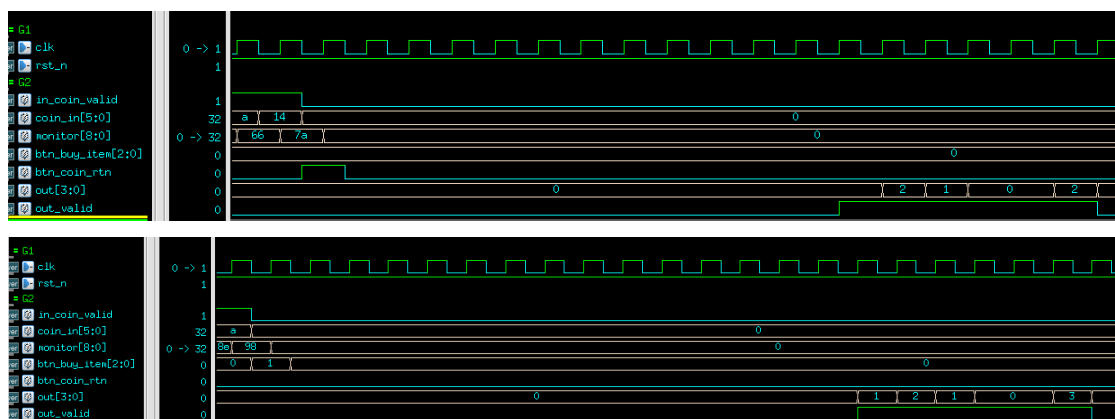 = G1
clk 0 -> 1
rst_n 1
= G2
in_coin_valid 1
coin_in[5:0] 32 a 14 0
monitor[8:0] 0 -> 32 66 7a 0
btn_buy_item[2:0] 0 0
btn_coin_rtn 0
out[3:0] 0 0 2 1 0 2
out_valid 0
= G1
clk 0 -> 1
rst_n 1
= G2
in_coin_valid 1
coin_in[5:0] 32 a 0
monitor[8:0] 0 -> 32 8e 98 0
btn_buy_item[2:0] 0 0 1 0
btn_coin_rtn 0
out[3:0] 0 0 1 2 1 0 3
out_valid 0